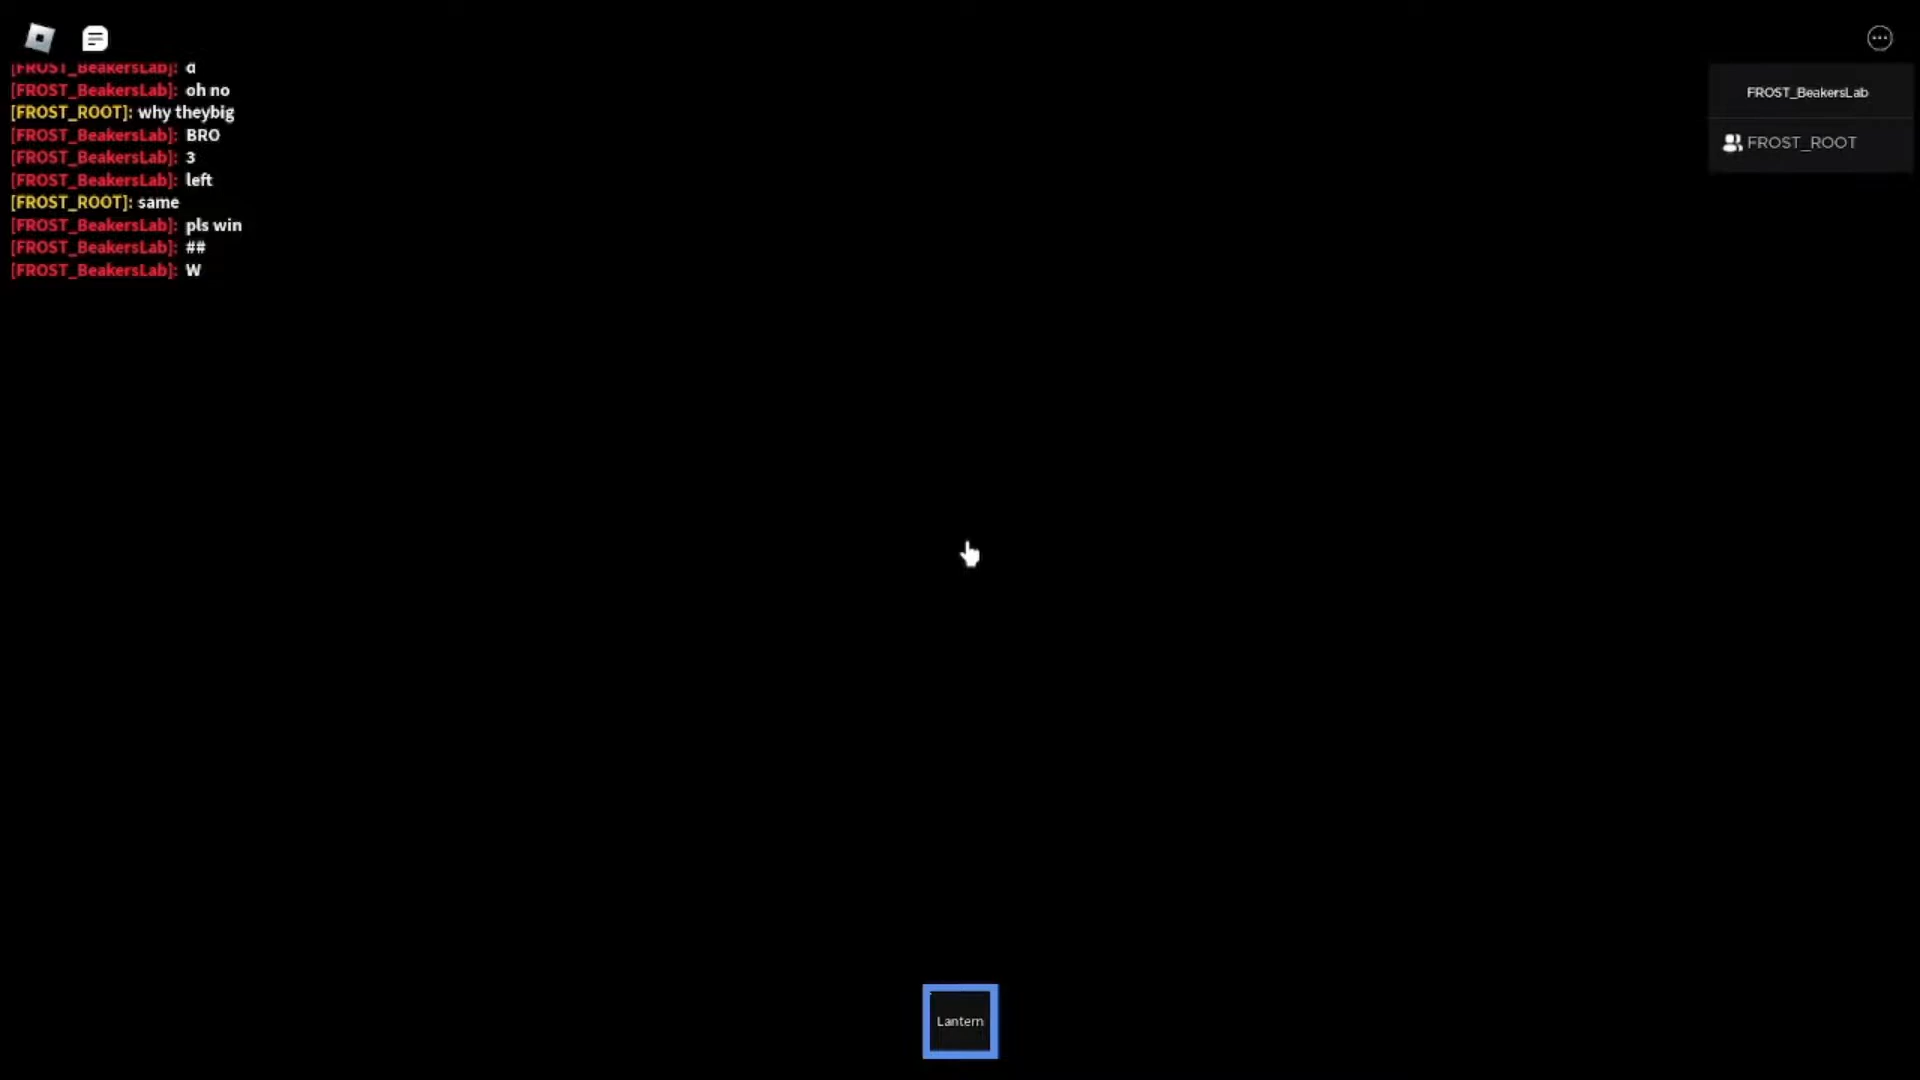 [FROST_BeakersLab]: d
[FROST_BeakersLab]: oh no
[FROST_ROOT]: why theybig
[FROST_BeakersLab]: BRO
[FROST_BeakersLab]: 3
[FROST_BeakersLab]: left
[FROST_ROOT]: same
[FROST_BeakersLab]: pls win
[FROST_BeakersLab]: ##
[FROST_BeakersLab]: W
FROST_BeakersLab
FROST_ROOT
Lantern